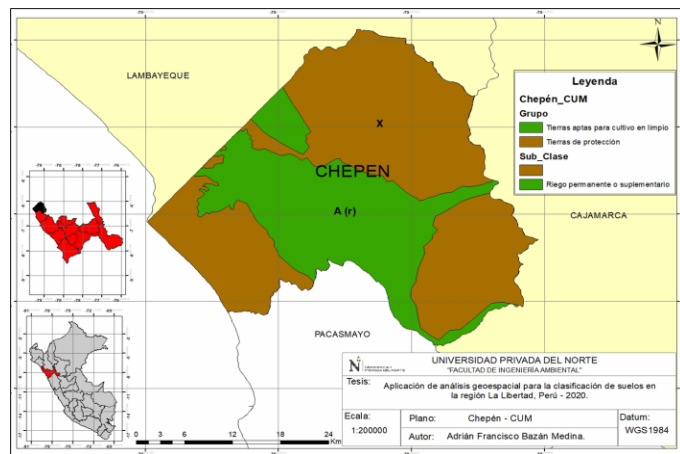 LAMBAYEQUE
N
Leyenda
Chepén_CUM
Grupo
Tierras aptas para cultivo en limpio
Tierras de protección
Sub_Clase
Riego permanente o suplementario
X
CHEPEN
A (r)
CAJAMARCA
PACASMAYO
0 3 6 12 18 24
Km
UNIVERSIDAD PRIVADA DEL NORTE
"FACULTAD DE INGENIERÍA AMBIENTAL"
Tesis: Aplicación de análisis geoespacial para la clasificación de suelos en
la región La Libertad, Perú - 2020.
Escala: 1:200000
Plano: Chepén - CUM
Autor: Adrián Francisco Bazán Medina.
Datum: WGS1984